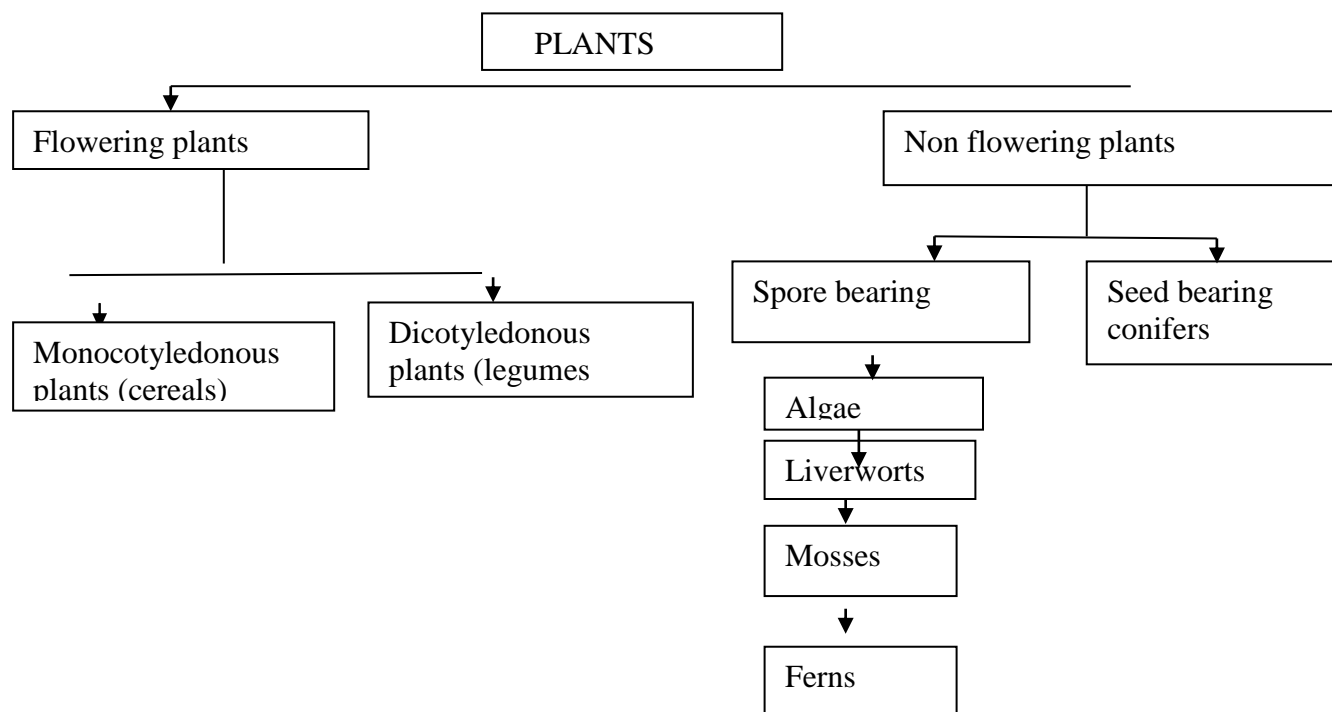 PLANTS
Flowering plants
Non flowering plants
Spore bearing
Seed bearing
conifers
Monocotyledonous
plants (cereals)
Dicotyledonous
plants (legumes
Algae
Liverworts
Mosses
Ferns